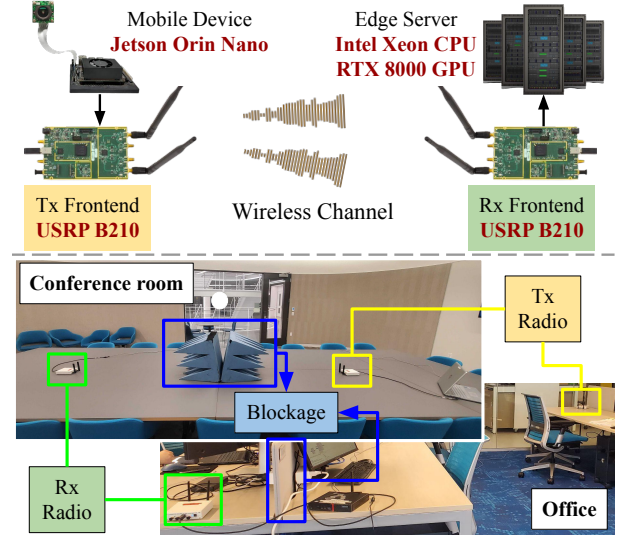 Mobile Device
Jetson Orin Nano
Edge Server
Intel Xeon CPU
RTX 8000 GPU
Tx Frontend
USRP B210
Wireless Channel
Rx Frontend
USRP B210
Conference room
Tx
Radio
Blockage
Rx
Radio
Office